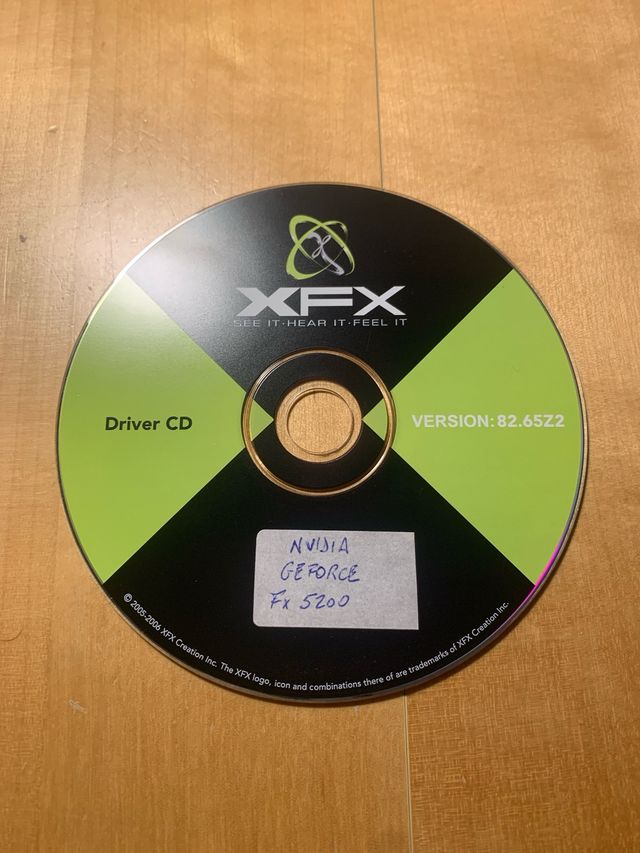 XFX
SEE IT·HEAR IT·FEEL IT
Driver CD
VERSION: 82.65Z2
NVIDIA
GEFORCE
Fx 5200
© 2005-2006 XFX Creation Inc. The XFX logo, icon and combinations there of are trademarks of XFX Creation Inc.